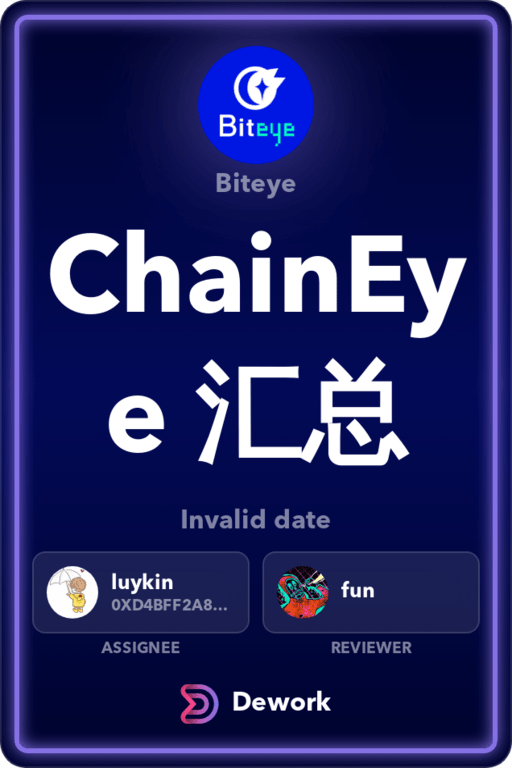 Biteye
Biteye
ChainEy
e 汇总
Invalid date
luykin
0XD4BFF2A8...
fun
ASSIGNEE
REVIEWER
Dework